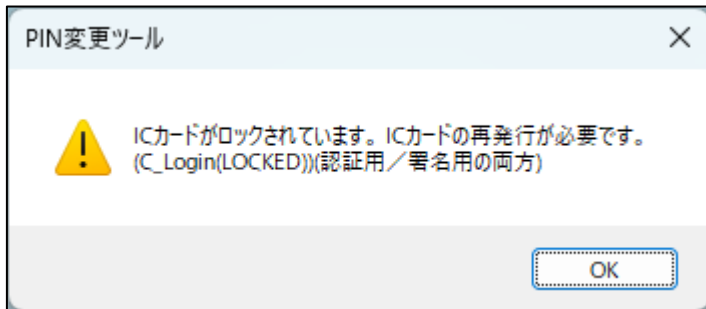 PIN変更ツール
ICカードがロックされています。ICカードの再発行が必要です。
(C_Login(LOCKED))(認証用／署名用の両方)
OK